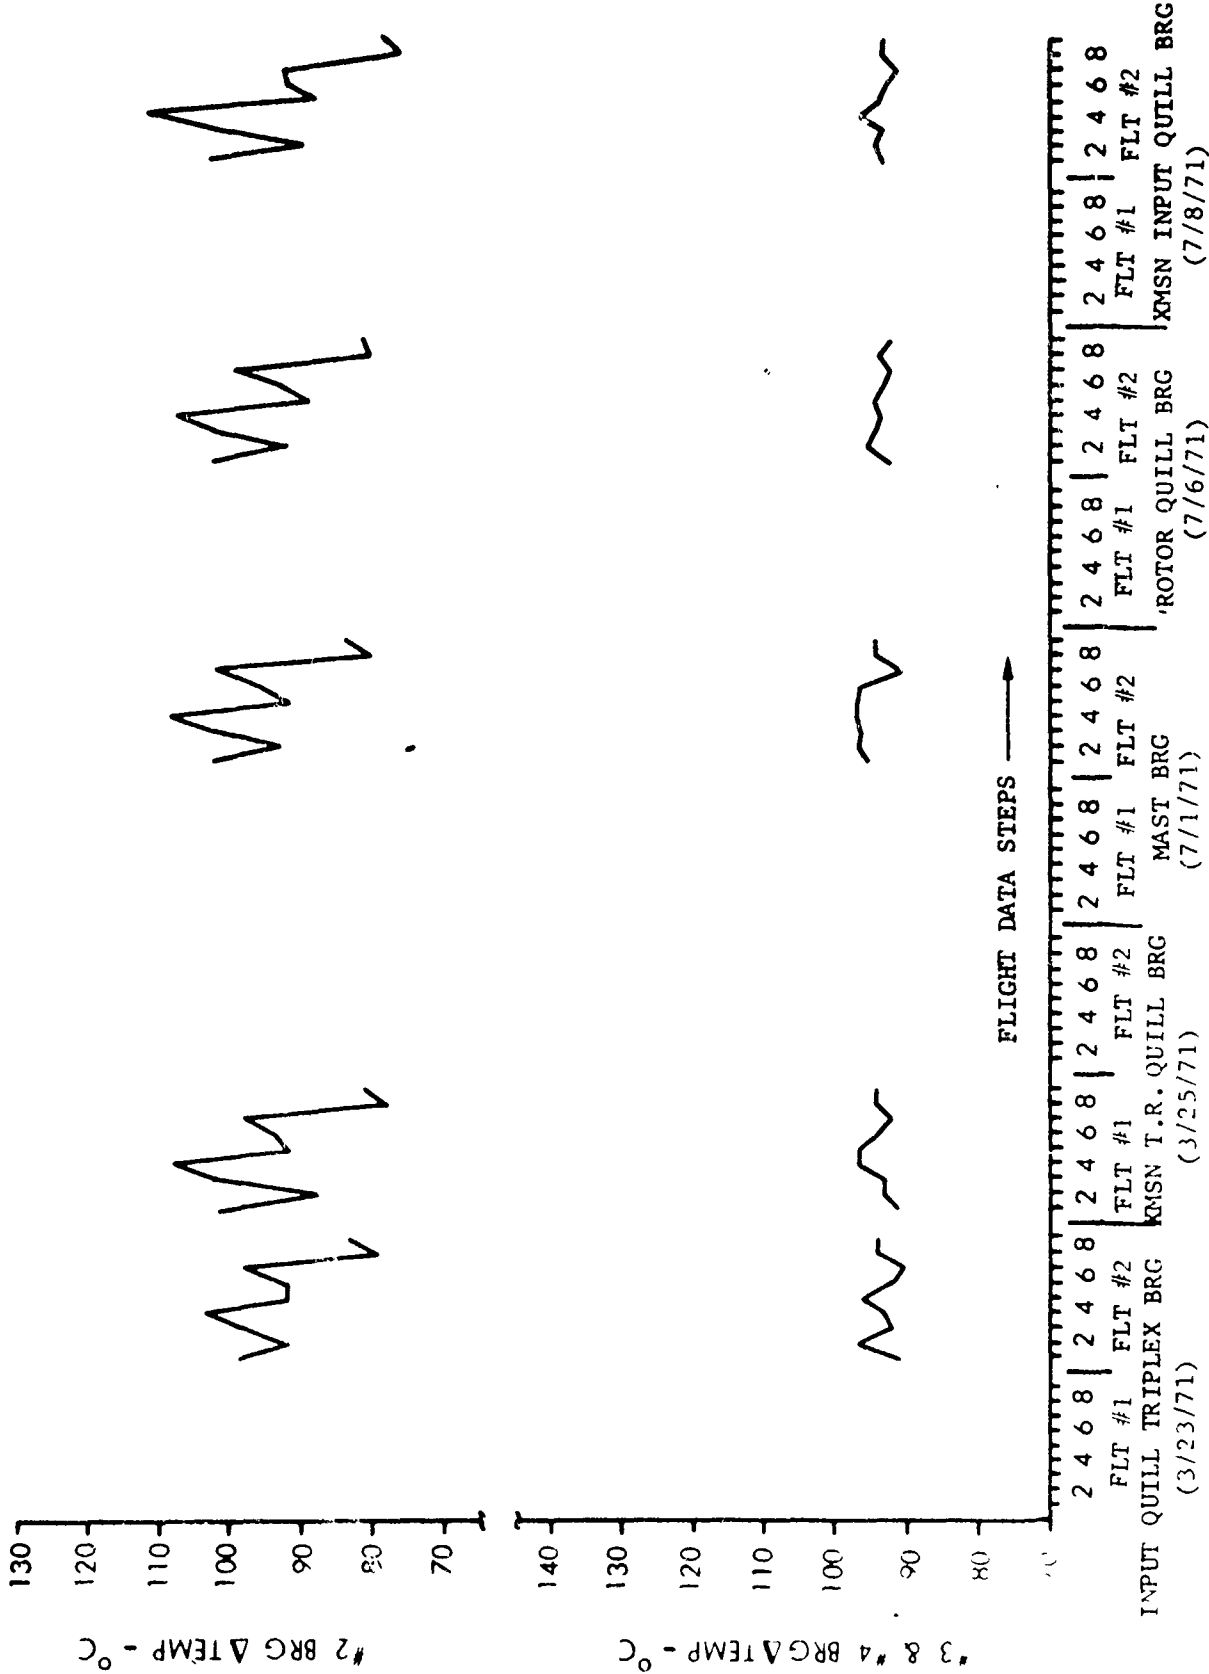 #2 BRG Δ TEMP - °C
130
120
110
100
90
80
70
#3 & #4 BRG Δ TEMP - °C
140
130
120
110
100
90
80
FLIGHT DATA STEPS
2 4 6 8 2 4 6 8 2 4 6 8 2 4 6 8 2 4 6 8 2 4 6 8 2 4 6 8 2 4 6 8 2 4 6 8 2 4 6 8
FLT #1 FLT #2 FLT #1 FLT #2 FLT #1 FLT #2 FLT #1 FLT #2 FLT #1 FLT #2
INPUT QUILL TRIPLEX BRG XMSN T.R. QUILL BRG MAST BRG ROTOR QUILL BRG XMSN INPUT QUILL BRG
(3/23/71) (3/25/71) (7/1/71) (7/6/71) (7/8/71)